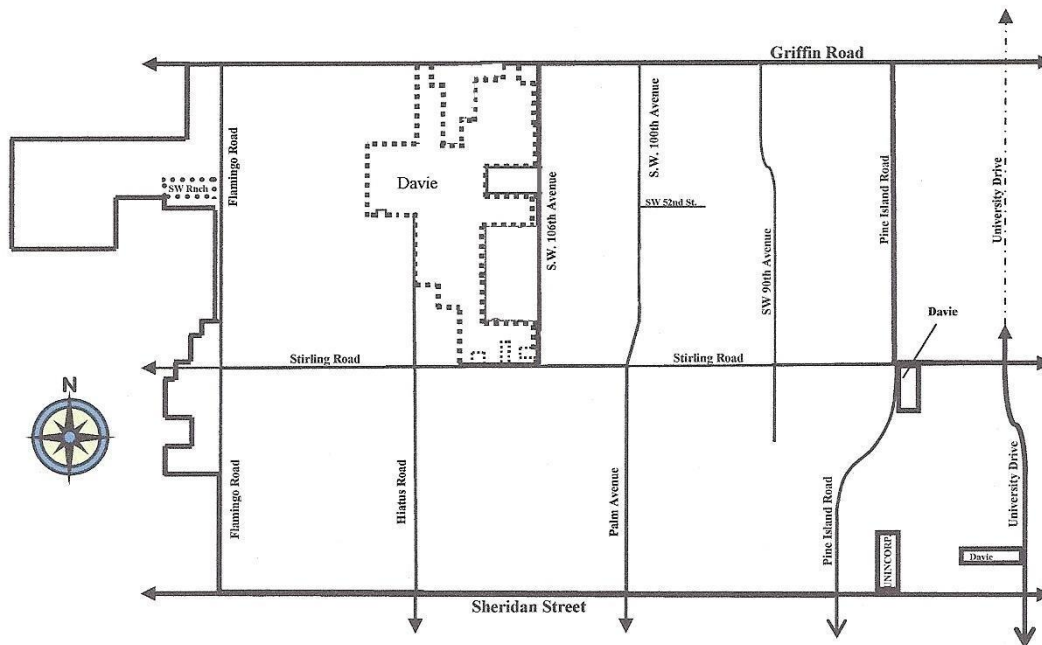 Griffin Road
Flamingo Road
S.W. 100th Avenue
University Drive
Pine Island Road
SW Rnch
Davie
S.W. 106th Avenue
SW 52nd St.
SW 90th Avenue
Davie
Stirling Road
Stirling Road
N
Flamingo Road
Hiatus Road
Palm Avenue
Pine Island Road
University Drive
UNINCORP.
Davie
Sheridan Street